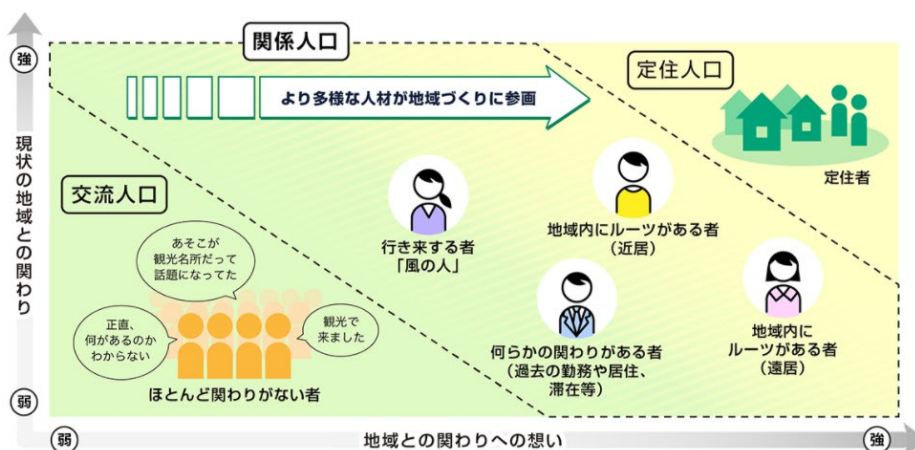 強
関係人口
定住人口
より多様な人材が地域づくりに参画
定住者
現状の地域との関わり
交流人口
あそこが
観光名所だって
話題になってた
正直、
何があるのか
わからない
観光で
来ました
ほとんど関わりがない者
行き来する者
「風の人」
地域内にルーツがある者
(近居)
何らかの関わりがある者
(過去の勤務や居住、
滞在等)
地域内に
ルーツがある者
(遠居)
弱
弱
地域との関わりへの想い
強